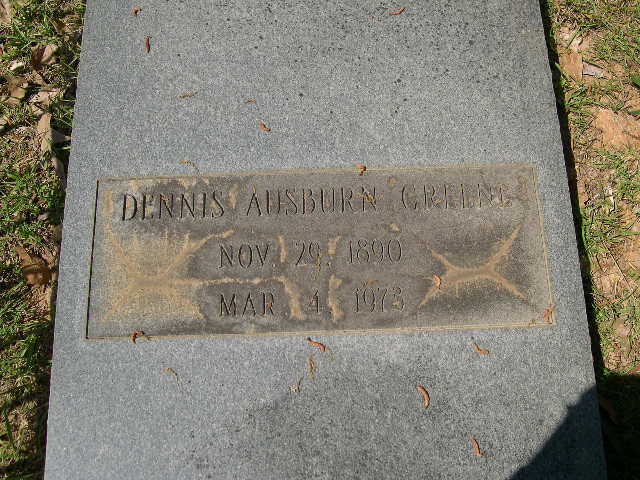 DENNIS AUSBURN GREENE
NOV. 29, 1890
MAR. 4, 1973